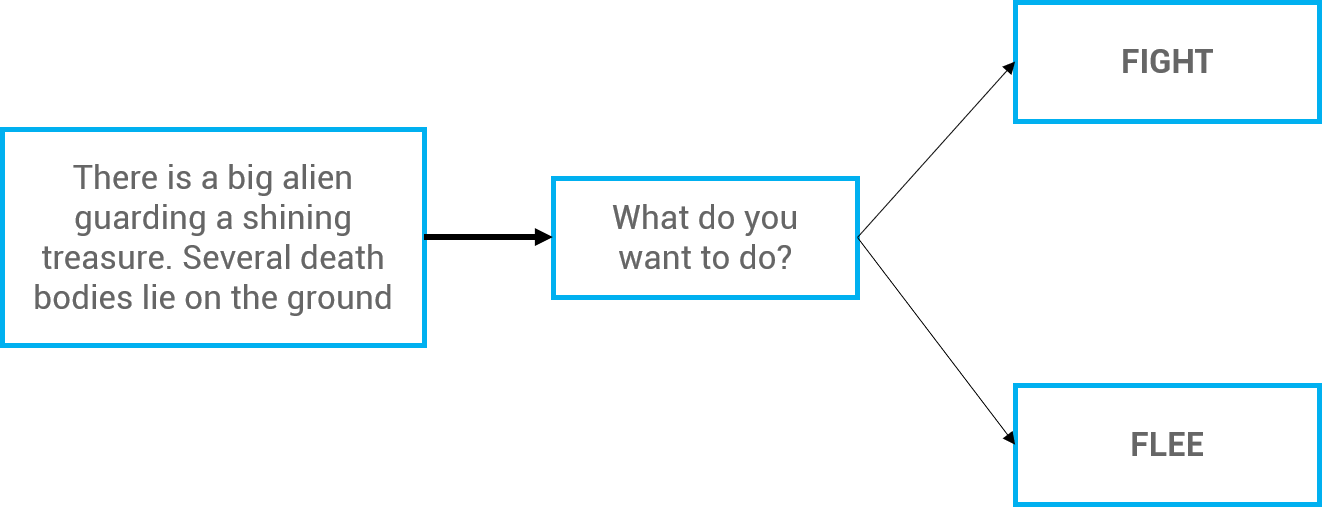 There is a big alien
guarding a shining
treasure. Several death
bodies lie on the ground
What do you
want to do?
FIGHT
FLEE